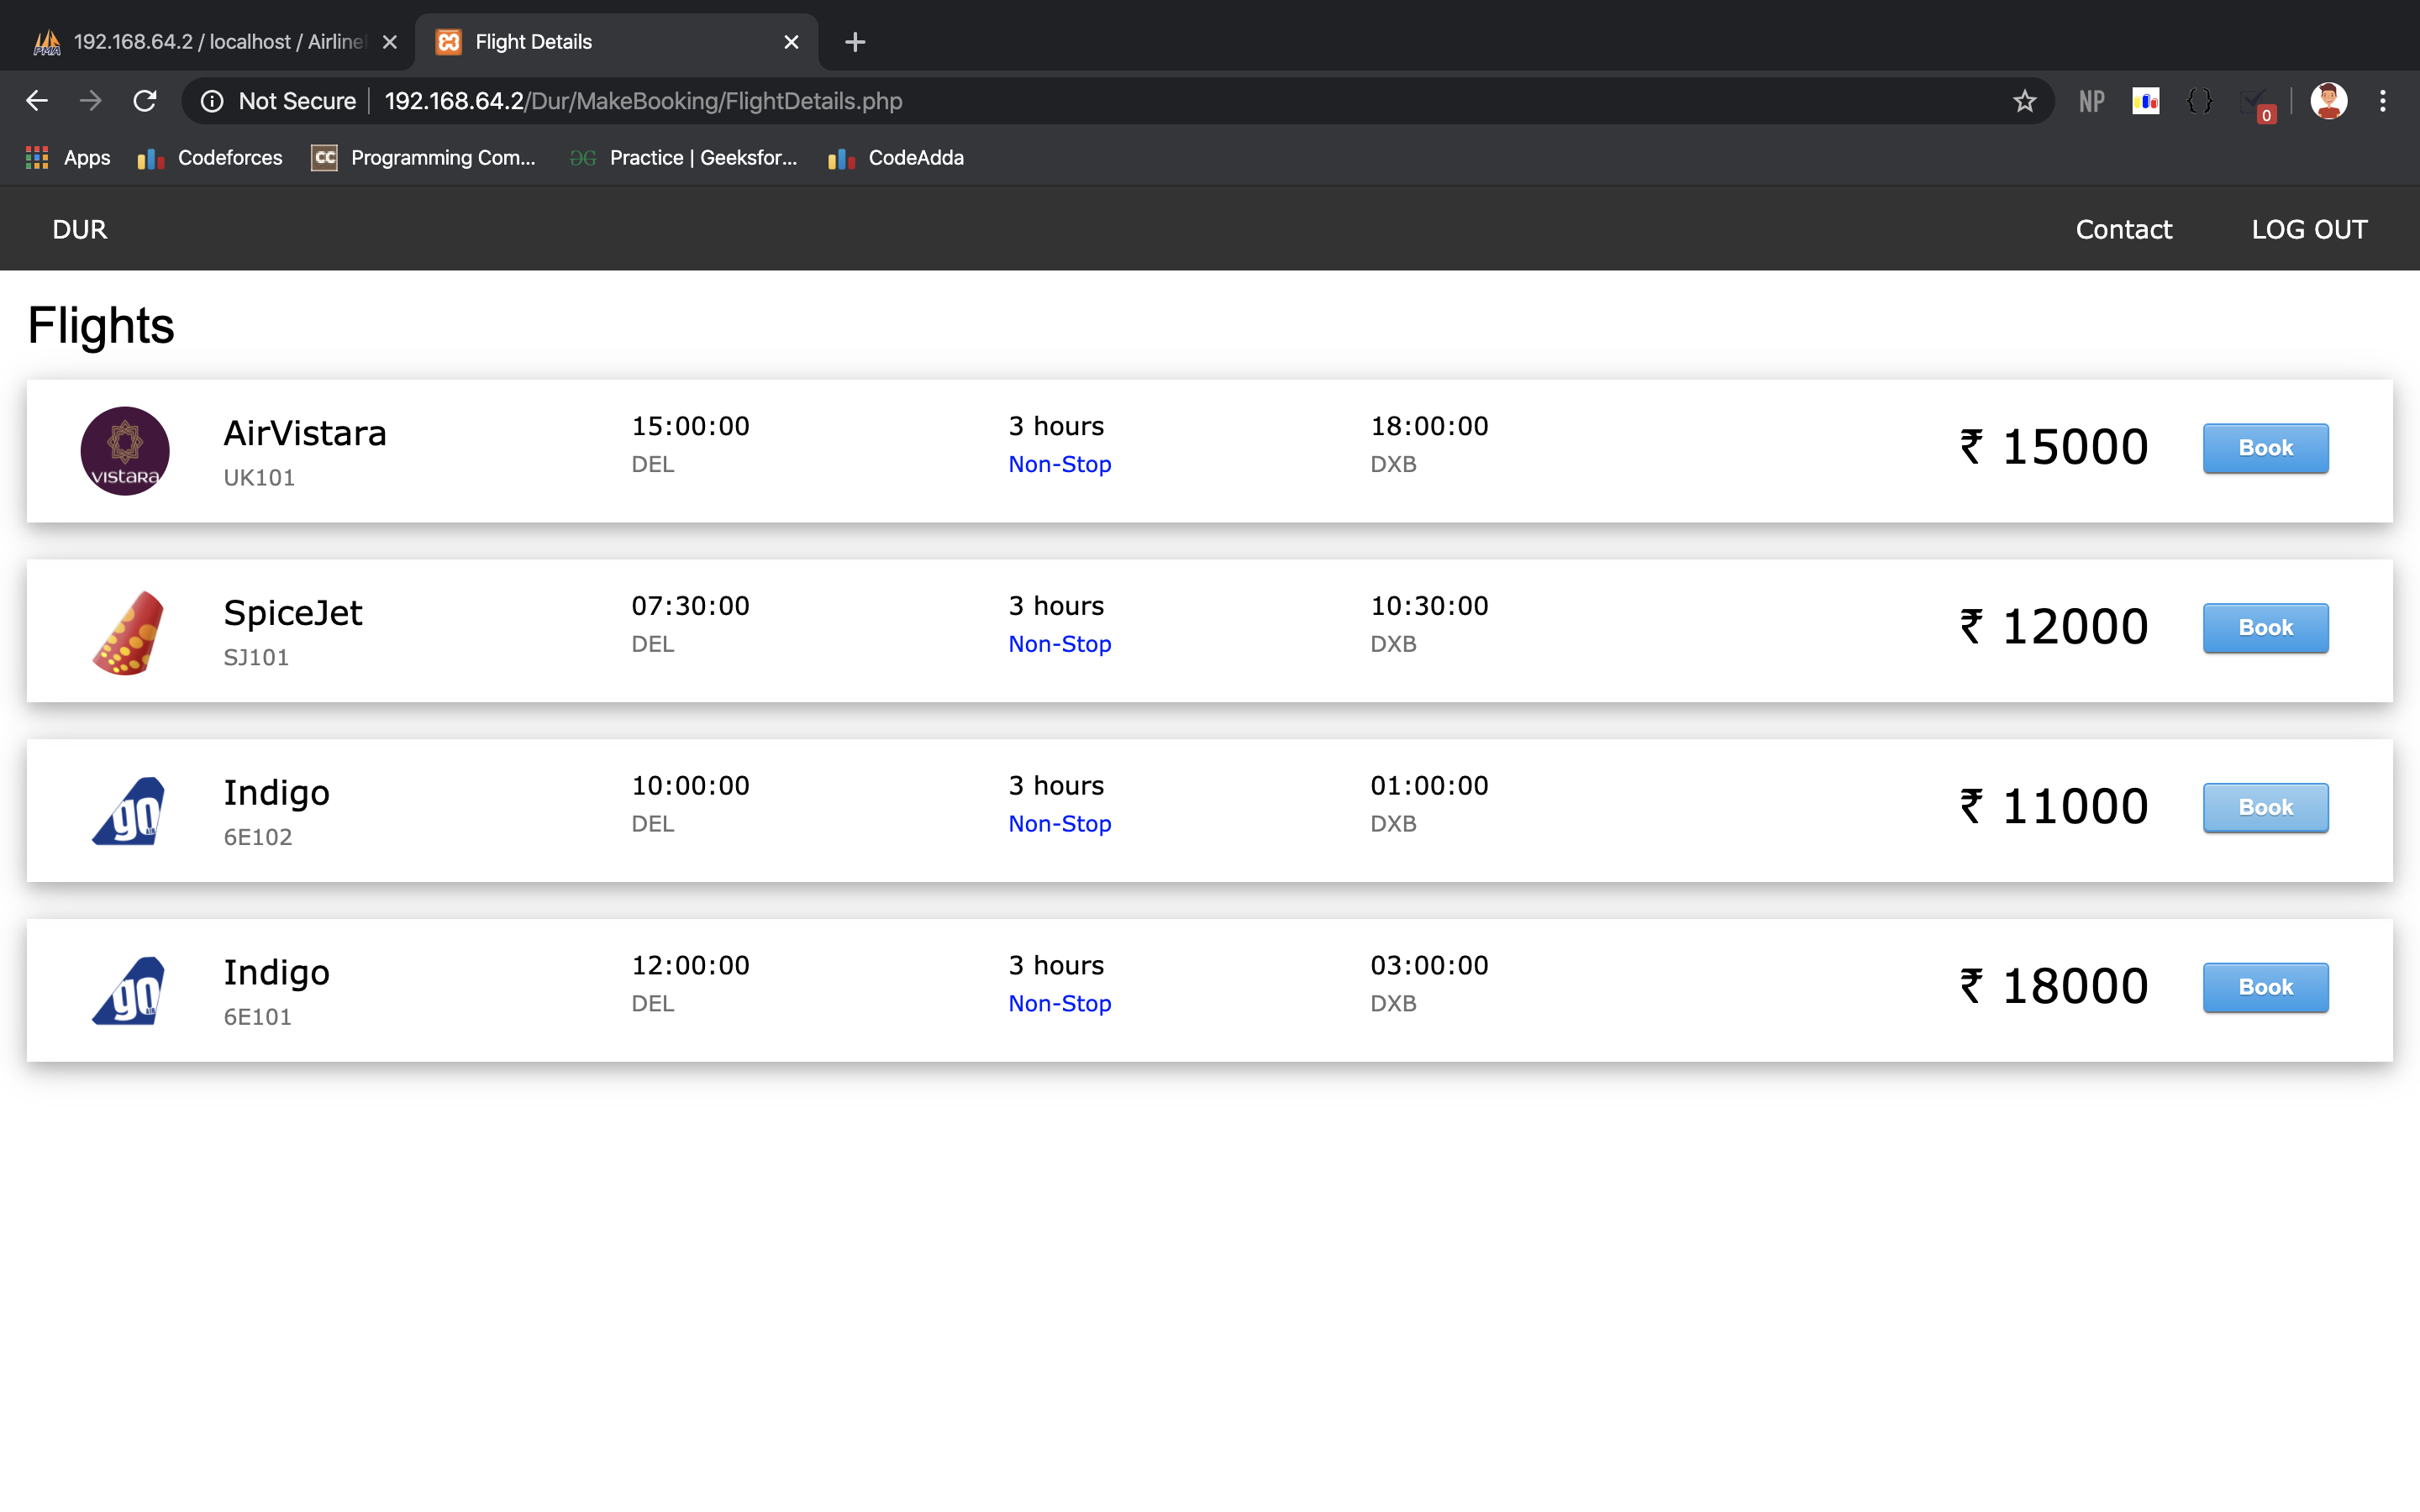 PMA 192.168.64.2 / localhost / Airline
Flight Details
Not Secure 192.168.64.2/Dur/MakeBooking/FlightDetails.php
NP
0
Apps
Codeforces
CC Programming Com...
Practice | Geeksfor...
CodeAdda
DUR
Contact
LOG OUT
Flights
VISTARA
AirVistara
UK101
15:00:00
DEL
3 hours
Non-Stop
18:00:00
DXB
₹ 15000
Book
SpiceJet
SJ101
07:30:00
DEL
3 hours
Non-Stop
10:30:00
DXB
₹ 12000
Book
go
AIR
Indigo
6E102
10:00:00
DEL
3 hours
Non-Stop
01:00:00
DXB
₹ 11000
Book
go
AIR
Indigo
6E101
12:00:00
DEL
3 hours
Non-Stop
03:00:00
DXB
₹ 18000
Book